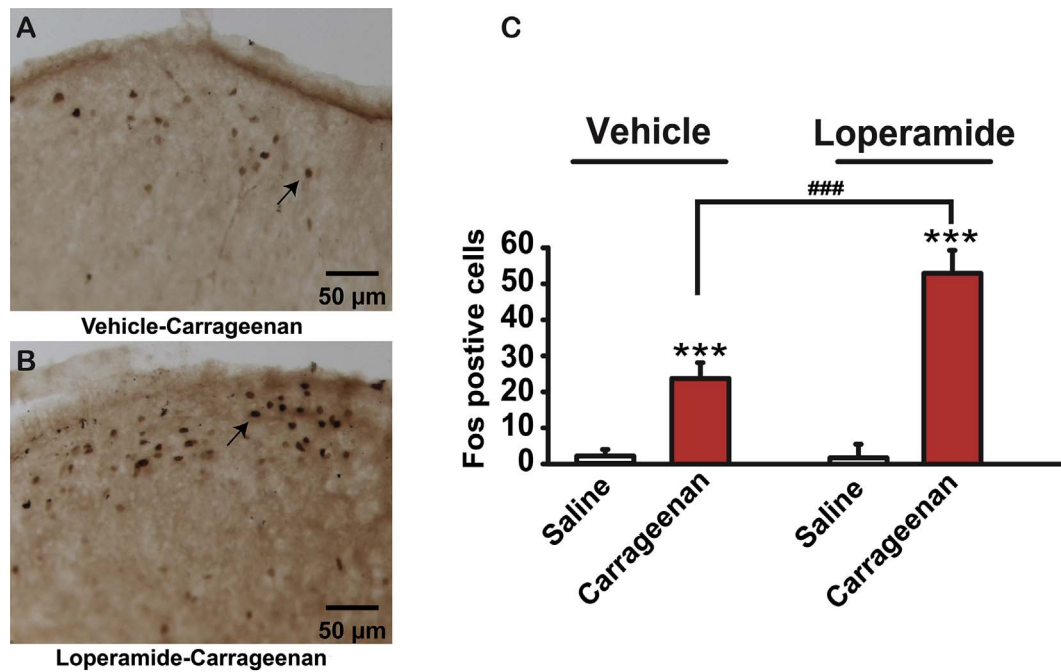 A
50 µm
Vehicle-Carrageenan
B
50 µm
Loperamide-Carrageenan
C
Vehicle Loperamide
###
Fos postive cells
60
50
40
30
20
10
0
***
***
Saline
Carrageenan
Saline
Carrageenan